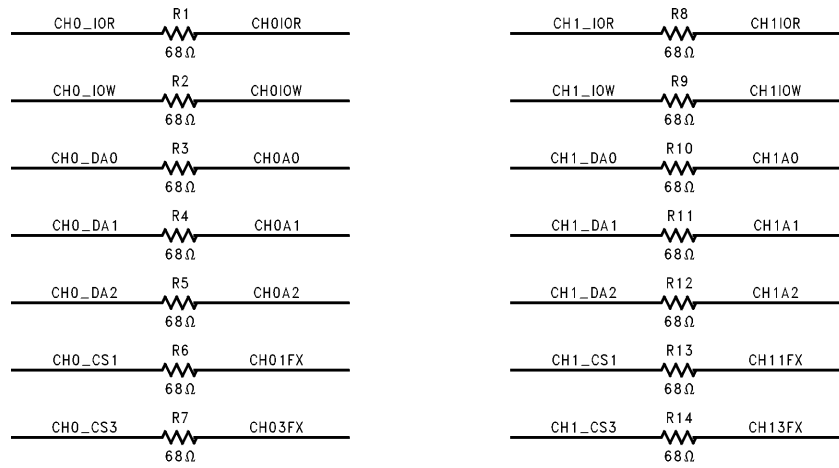 R1
CH0_IOR CH0IOR
68Ω
R2
CH0_IOW CH0IOW
68Ω
R3
CH0_DA0 CH0A0
68Ω
R4
CH0_DA1 CH0A1
68Ω
R5
CH0_DA2 CH0A2
68Ω
R6
CH0_CS1 CH01FX
68Ω
R7
CH0_CS3 CH03FX
68Ω
R8
CH1_IOR CH1IOR
68Ω
R9
CH1_IOW CH1IOW
68Ω
R10
CH1_DA0 CH1A0
68Ω
R11
CH1_DA1 CH1A1
68Ω
R12
CH1_DA2 CH1A2
68Ω
R13
CH1_CS1 CH11FX
68Ω
R14
CH1_CS3 CH13FX
68Ω